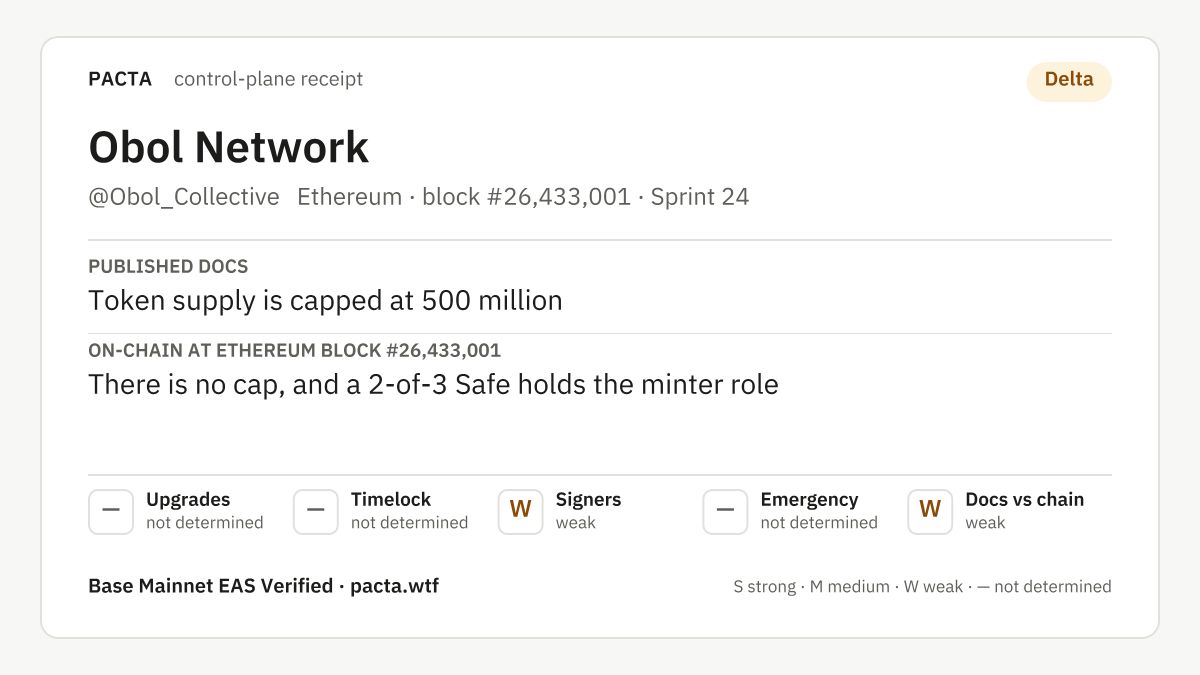 PACTA control-plane receipt
Delta
Obol Network
@Obol_Collective Ethereum · block #26,433,001 · Sprint 24
PUBLISHED DOCS
Token supply is capped at 500 million
ON-CHAIN AT ETHEREUM BLOCK #26,433,001
There is no cap, and a 2-of-3 Safe holds the minter role
— Upgrades
not determined
— Timelock
not determined
W Signers
weak
— Emergency
not determined
W Docs vs chain
weak
Base Mainnet EAS Verified · pacta.wtf
S strong · M medium · W weak · — not determined